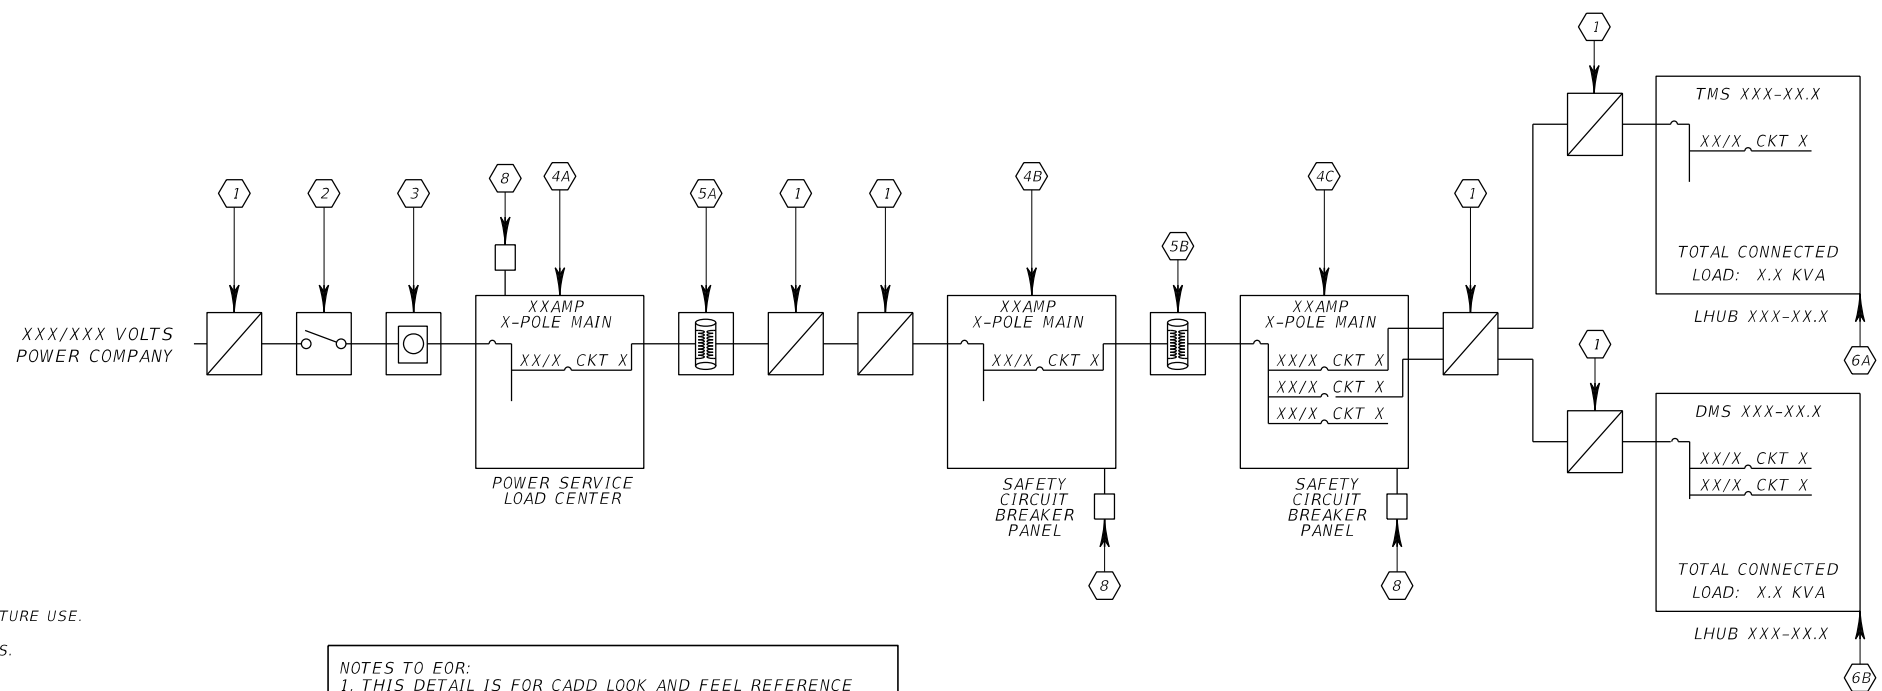 1
TMS XXX-XX.X
XX/X CKT X
TOTAL CONNECTED
LOAD: X.X KVA
LHUB XXX-XX.X
6A
1
2
3
8
4A
5A
1
1
4B
5B
4C
1
XXX/XXX VOLTS
POWER COMPANY
XXAMP
X-POLE MAIN
XX/X CKT X
POWER SERVICE
LOAD CENTER
XXAMP
X-POLE MAIN
XX/X CKT X
SAFETY
CIRCUIT
BREAKER
PANEL
8
XXAMP
X-POLE MAIN
XX/X CKT X
XX/X CKT X
XX/X CKT X
SAFETY
CIRCUIT
BREAKER
PANEL
8
1
DMS XXX-XX.X
XX/X CKT X
XX/X CKT X
TOTAL CONNECTED
LOAD: X.X KVA
LHUB XXX-XX.X
6B
TURE USE.
S.
NOTES TO EOR:
1. THIS DETAIL IS FOR CADD LOOK AND FEEL REFERENCE